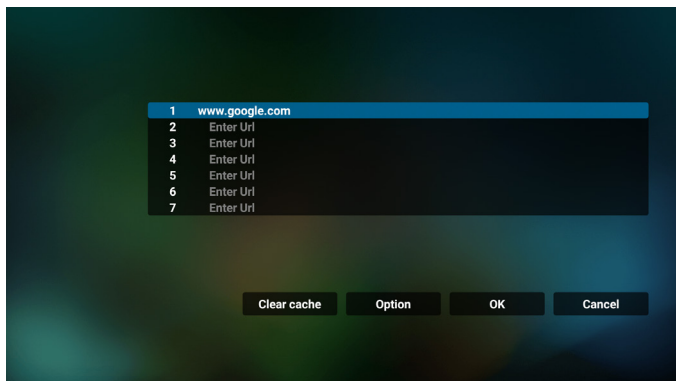 1 www.google.com
2 Enter Url
3 Enter Url
4 Enter Url
5 Enter Url
6 Enter Url
7 Enter Url
Clear cache Option OK Cancel